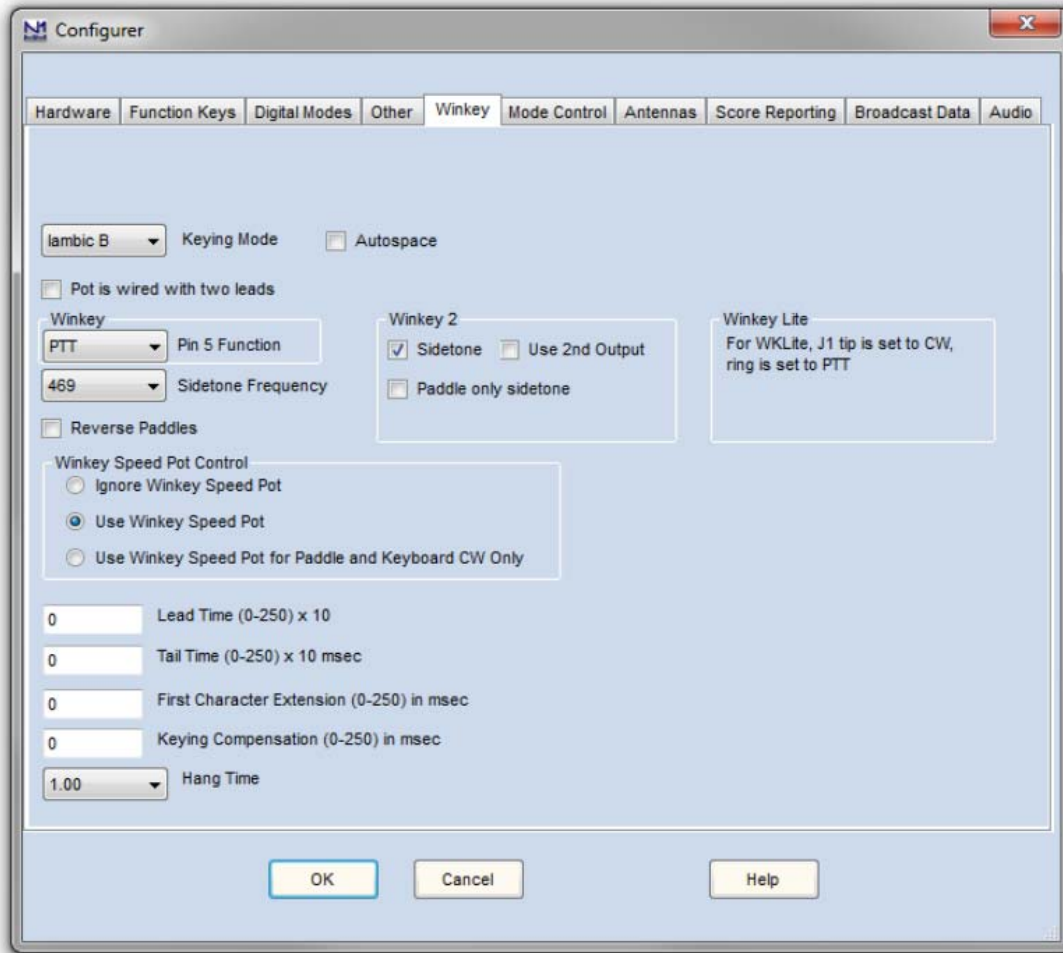 Configurer
Hardware Function Keys Digital Modes Other Winkey Mode Control Antennas Score Reporting Broadcast Data Audio
Iambic B Keying Mode Autospace
Pot is wired with two leads
Winkey Winkey 2 Winkey Lite
PTT Pin 5 Function Sidetone Use 2nd Output For WKLite, J1 tip is set to CW,
ring is set to PTT
469 Sidetone Frequency Paddle only sidetone
Reverse Paddles
Winkey Speed Pot Control
Ignore Winkey Speed Pot
Use Winkey Speed Pot
Use Winkey Speed Pot for Paddle and Keyboard CW Only
0 Lead Time (0-250) x 10
0 Tail Time (0-250) x 10 msec
0 First Character Extension (0-250) in msec
0 Keying Compensation (0-250) in msec
1.00 Hang Time
OK Cancel Help